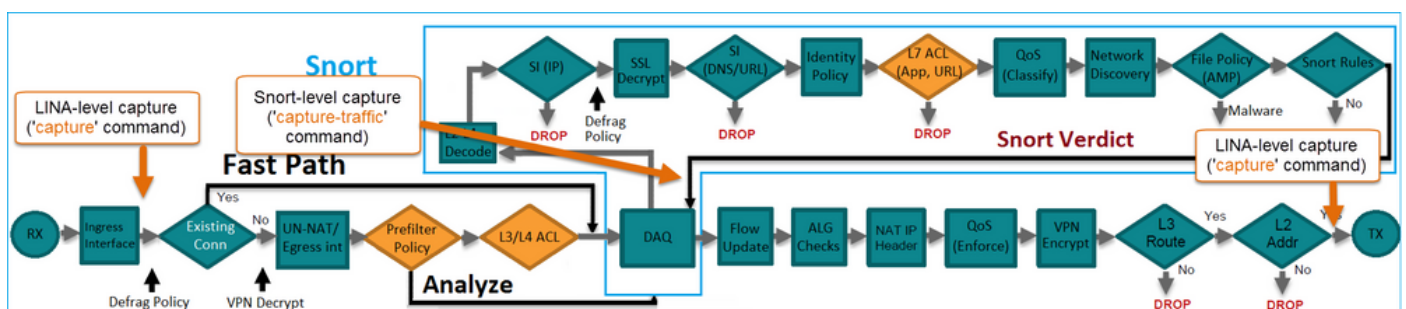 Snort
SI (IP)
SSL
Decrypt
SI
(DNS/URL)
Identity
Policy
L7 ACL
(App, URL)
QoS
(Classify)
Network
Discovery
File Policy
(AMP)
Snort Rules
LINA-level capture
('capture' command)
Snort-level capture
('capture-traffic'
command)
DROP
Defrag
Policy
DROP
DROP
Malware
No
Decode
Snort Verdict
LINA-level capture
('capture' command)
Fast Path
Yes
RX
Ingress
Interface
Existing
Conn
No
UN-NAT/
Egress int
Prefilter
Policy
L3/L4 ACL
DAQ
Flow
Update
ALG
Checks
NAT IP
Header
QoS
(Enforce)
VPN
Encrypt
L3
Route
Yes
L2
Addr
TX
Defrag Policy
VPN Decrypt
Analyze
No
DROP
No
DROP